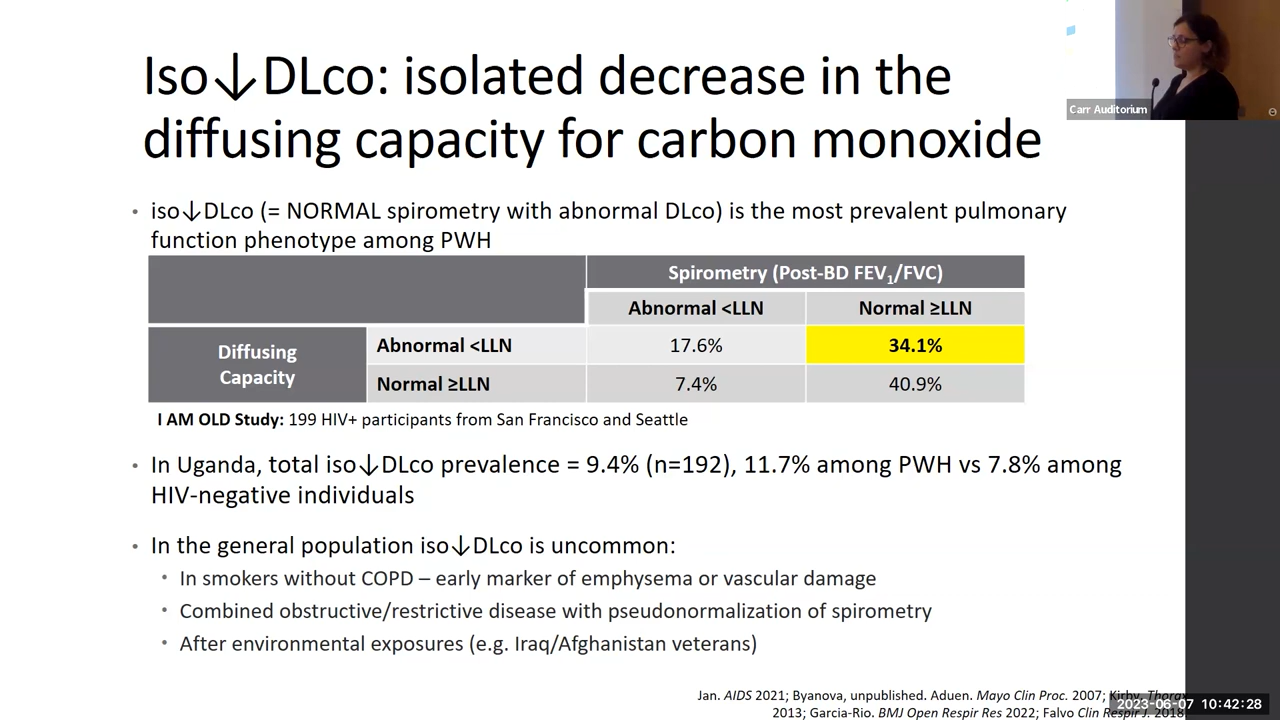 Iso↓DLco: isolated decrease in the
diffusing capacity for carbon monoxide
Carr Auditorium
• iso↓DLco (= NORMAL spirometry with abnormal DLco) is the most prevalent pulmonary
function phenotype among PWH
Spirometry (Post-BD FEV1/FVC)
Abnormal <LLN Normal ≥LLN
Diffusing
Capacity
Abnormal <LLN 17.6% 34.1%
Normal ≥LLN 7.4% 40.9%
I AM OLD Study: 199 HIV+ participants from San Francisco and Seattle
• In Uganda, total iso↓DLco prevalence = 9.4% (n=192), 11.7% among PWH vs 7.8% among
HIV-negative individuals
• In the general population iso↓DLco is uncommon:
• In smokers without COPD – early marker of emphysema or vascular damage
• Combined obstructive/restrictive disease with pseudonormalization of spirometry
• After environmental exposures (e.g. Iraq/Afghanistan veterans)
Jan. AIDS 2021; Byanova, unpublished. Aduen. Mayo Clin Proc. 2007; Kirby. Thorax
2013; Garcia-Rio. BMJ Open Respir Res 2022; Falvo Clin Respir J. 2018
2023-06-07 10:42:28